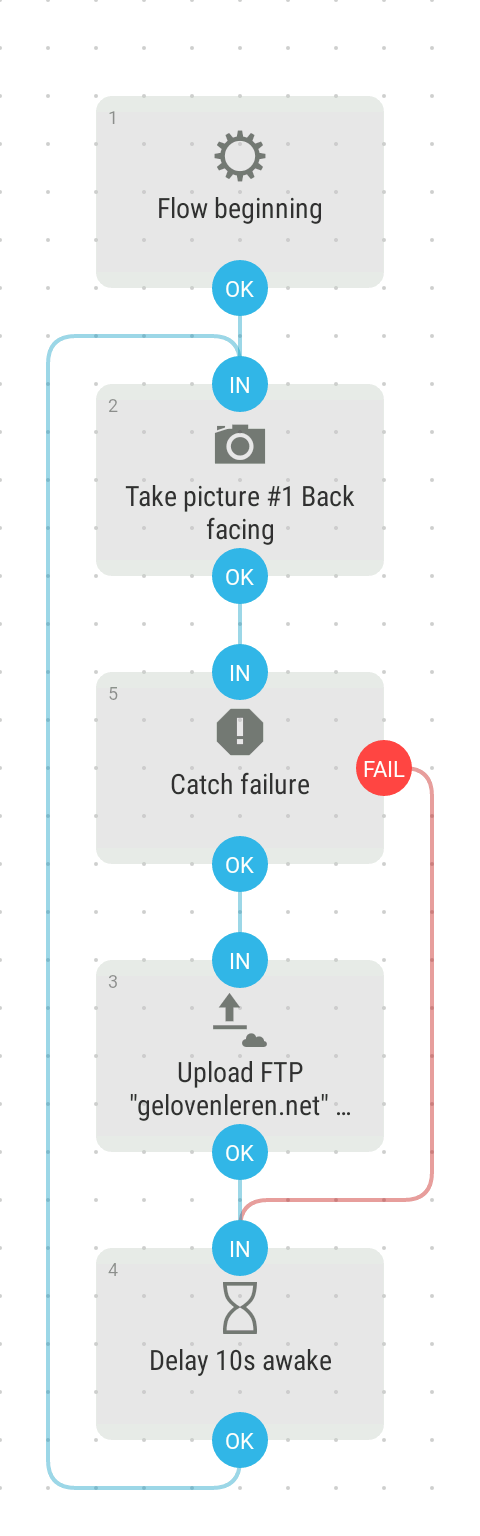 1
Flow beginning
OK
IN
2
Take picture #1 Back
facing
OK
IN
5
Catch failure
FAIL
OK
IN
3
Upload FTP
"gelovenleren.net" …
OK
IN
4
Delay 10s awake
OK